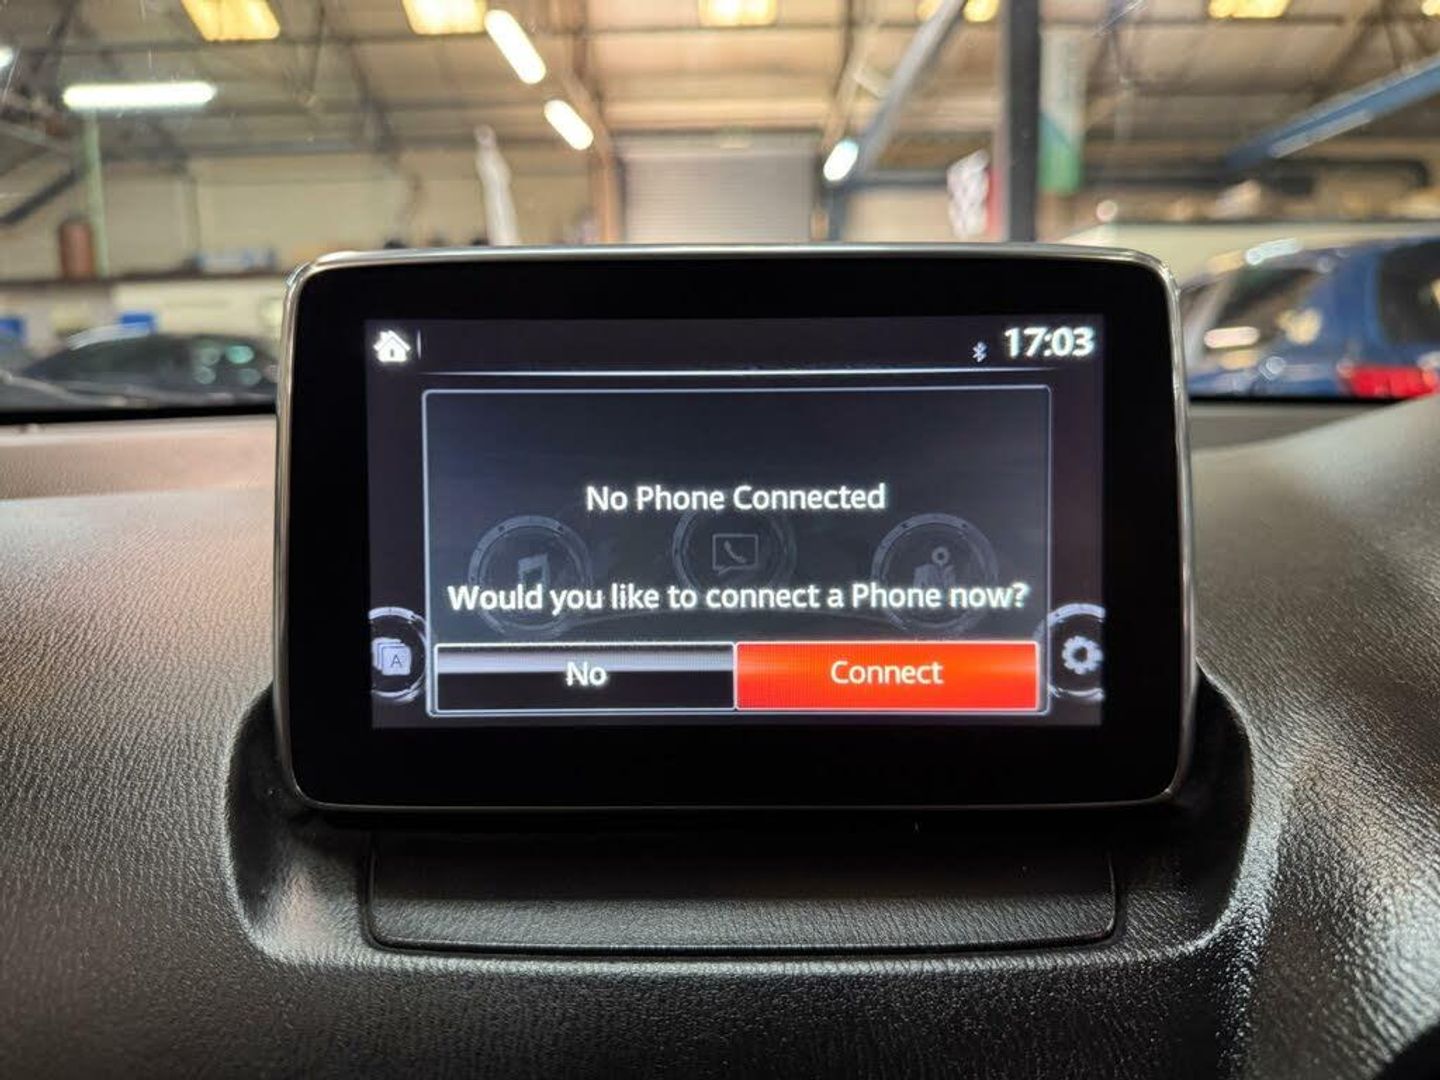 17:03
No Phone Connected
Would you like to connect a Phone now?
A
No
Connect